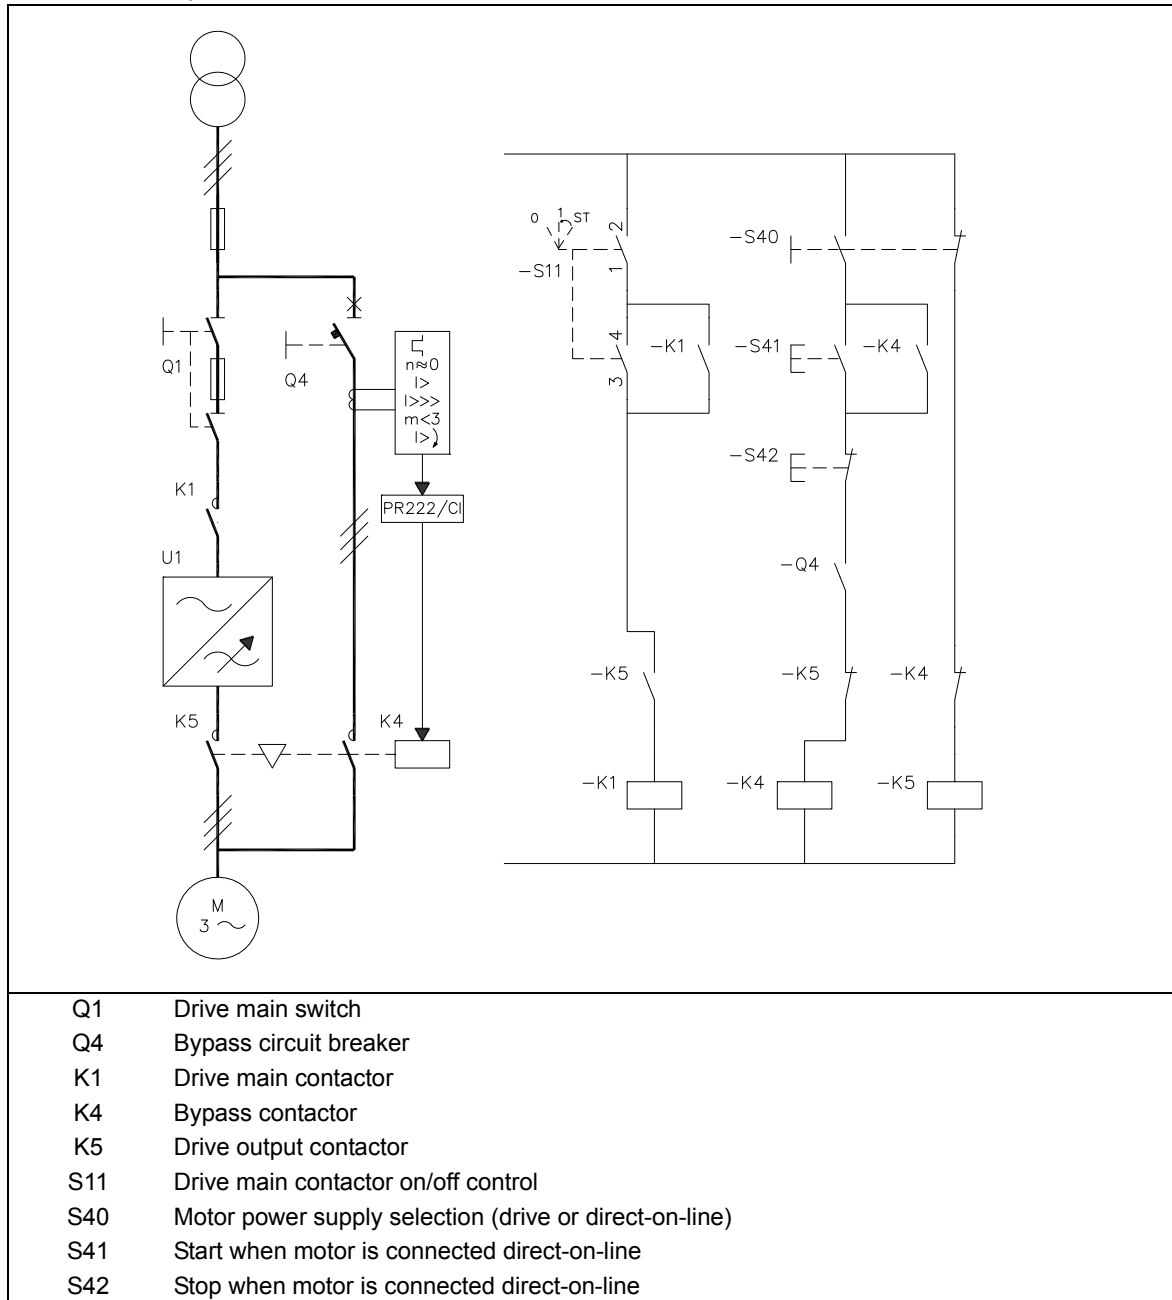 0 1 ST
2
-S11
1
4
3
-K1
-S40
-S41
-K4
-S42
-Q4
-K5
-K5
-K4
-K1
-K4
-K5
Q1
Q4
n≈0
I>
I>>>
m<3
I>
K1
PR222/CI
U1
K5
K4
M
3 ~
Q1 Drive main switch
Q4 Bypass circuit breaker
K1 Drive main contactor
K4 Bypass contactor
K5 Drive output contactor
S11 Drive main contactor on/off control
S40 Motor power supply selection (drive or direct-on-line)
S41 Start when motor is connected direct-on-line
S42 Stop when motor is connected direct-on-line